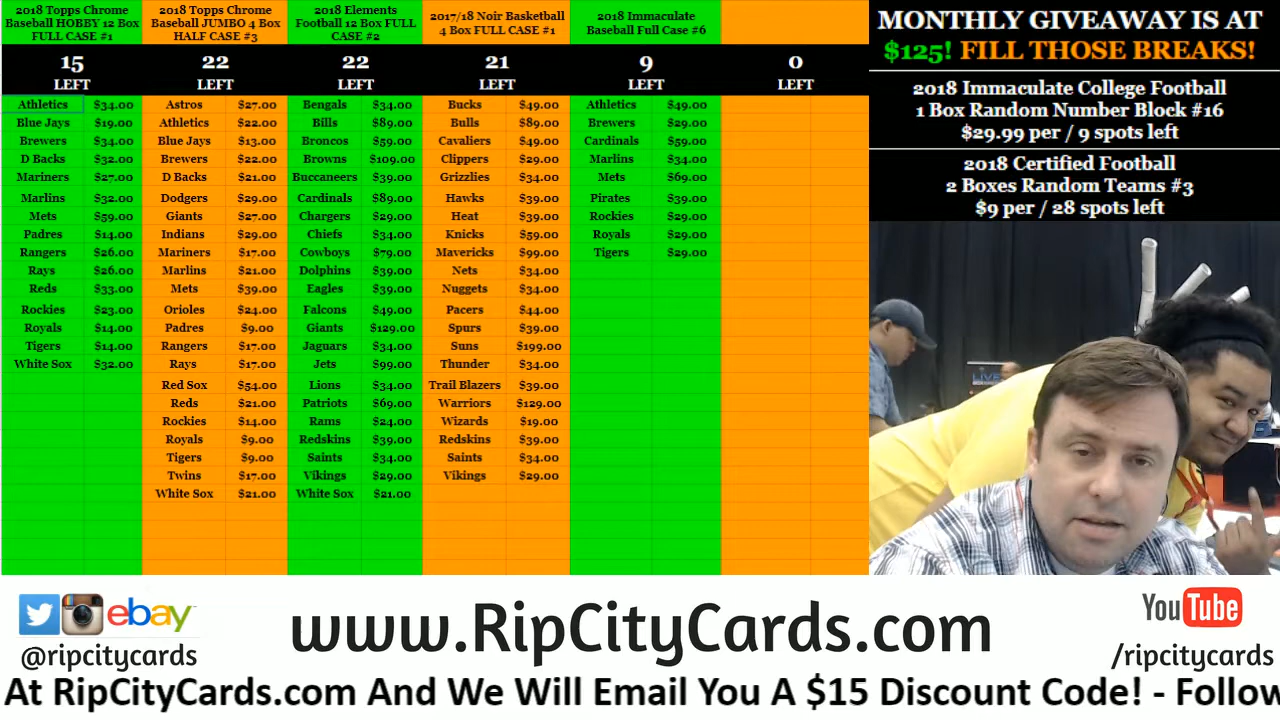 2018 Topps Chrome
Baseball HOBBY 12 Box
FULL CASE #1
15
LEFT
Athletics $34.00
Blue Jays $19.00
Brewers $34.00
D Backs $32.00
Mariners $27.00
Marlins $32.00
Mets $59.00
Padres $14.00
Rangers $26.00
Rays $26.00
Reds $33.00
Rockies $23.00
Royals $14.00
Tigers $14.00
White Sox $32.00
2018 Topps Chrome
Baseball JUMBO 4 Box
HALF CASE #3
22
LEFT
Astros $27.00
Athletics $22.00
Blue Jays $13.00
Brewers $22.00
D Backs $21.00
Dodgers $29.00
Giants $27.00
Indians $29.00
Mariners $17.00
Marlins $21.00
Mets $39.00
Orioles $24.00
Padres $9.00
Rangers $17.00
Rays $17.00
Red Sox $54.00
Reds $21.00
Rockies $14.00
Royals $9.00
Tigers $9.00
Twins $17.00
White Sox $21.00
2018 Elements
Football 12 Box FULL
CASE #2
22
LEFT
Bengals $34.00
Bills $89.00
Broncos $59.00
Browns $109.00
Buccaneers $39.00
Cardinals $89.00
Chargers $29.00
Chiefs $34.00
Cowboys $79.00
Dolphins $39.00
Eagles $39.00
Falcons $49.00
Giants $129.00
Jaguars $34.00
Jets $99.00
Lions $34.00
Patriots $69.00
Rams $24.00
Redskins $39.00
Saints $34.00
Vikings $29.00
White Sox $21.00
2017/18 Noir Basketball
4 Box FULL CASE #1
21
LEFT
Bucks $49.00
Bulls $89.00
Cavaliers $49.00
Clippers $29.00
Grizzlies $34.00
Hawks $39.00
Heat $39.00
Knicks $59.00
Mavericks $99.00
Nets $34.00
Nuggets $34.00
Pacers $44.00
Spurs $39.00
Suns $199.00
Thunder $34.00
Trail Blazers $39.00
Warriors $129.00
Wizards $19.00
Redskins $39.00
Saints $34.00
Vikings $29.00
2018 Immaculate
Baseball Full Case #6
9
LEFT
Athletics $49.00
Brewers $29.00
Cardinals $59.00
Marlins $34.00
Mets $69.00
Pirates $39.00
Rockies $29.00
Royals $29.00
Tigers $29.00
0
LEFT
MONTHLY GIVEAWAY IS AT
$125! FILL THOSE BREAKS!
2018 Immaculate College Football
1 Box Random Number Block #16
$29.99 per / 9 spots left
2018 Certified Football
2 Boxes Random Teams #3
$9 per / 28 spots left
LIVE
ebay
@ripcitycards
www.RipCityCards.com
YouTube
/ripcitycards
At RipCityCards.com And We Will Email You A $15 Discount Code! - Follow